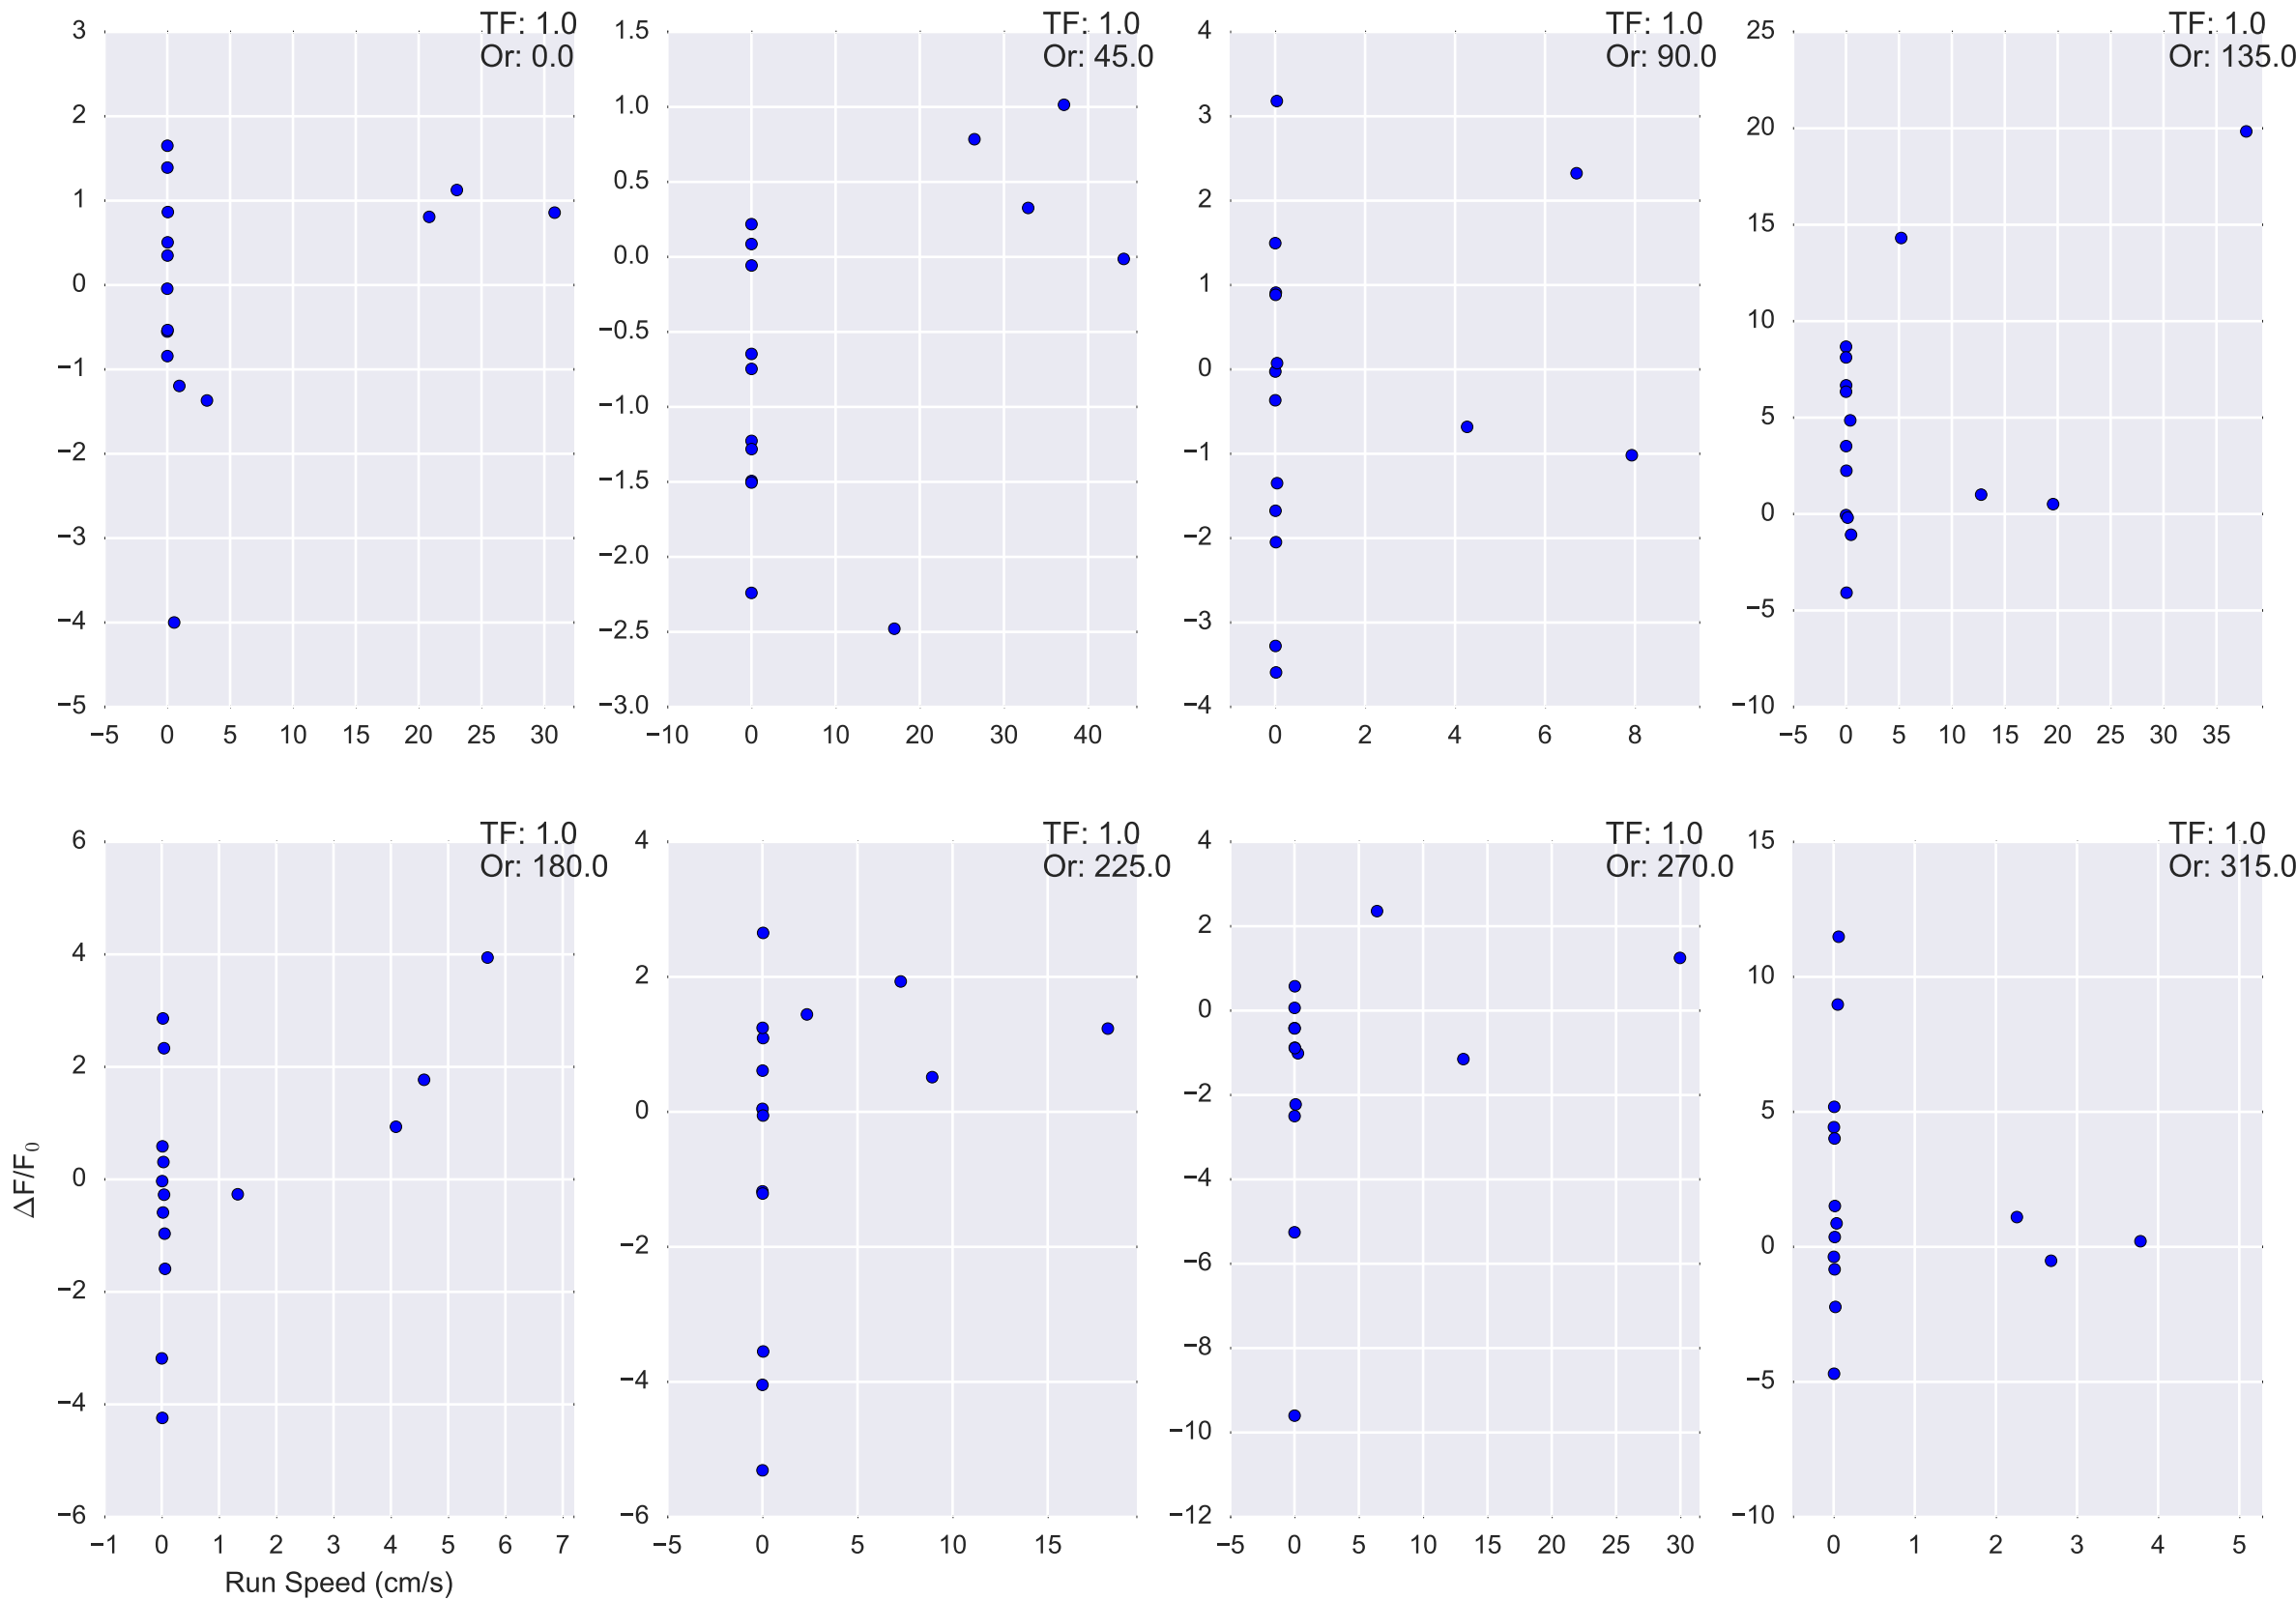 TF: 1.0
Or: 0.0
3
2
1
0
−1
−2
−3
−4
−5
−5 0 5 10 15 20 25 30
TF: 1.0
Or: 45.0
1.5
1.0
0.5
0.0
−0.5
−1.0
−1.5
−2.0
−2.5
−3.0
−10 0 10 20 30 40
TF: 1.0
Or: 90.0
4
3
2
1
0
−1
−2
−3
−4
0 2 4 6 8
TF: 1.0
Or: 135.0
25
20
15
10
5
0
−5
−10
−5 0 5 10 15 20 25 30 35
TF: 1.0
Or: 180.0
6
4
2
0
−2
−4
−6
ΔF/F₀
−1 0 1 2 3 4 5 6 7
Run Speed (cm/s)
TF: 1.0
Or: 225.0
4
2
0
−2
−4
−6
−5 0 5 10 15
TF: 1.0
Or: 270.0
4
2
0
−2
−4
−6
−8
−10
−12
−5 0 5 10 15 20 25 30
TF: 1.0
Or: 315.0
15
10
5
0
−5
−10
0 1 2 3 4 5